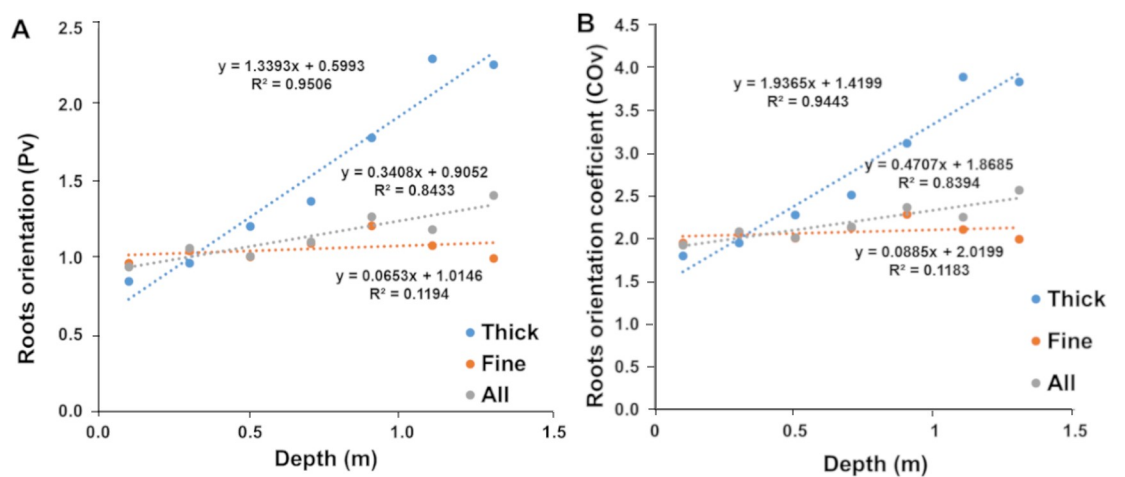 A
2.5
2.0
1.5
1.0
0.5
0.0
Roots orientation (Pv)
y = 1.3393x + 0.5993
R² = 0.9506
y = 0.3408x + 0.9052
R² = 0.8433
y = 0.0653x + 1.0146
R² = 0.1194
Thick
Fine
All
0.0
0.5
1.0
1.5
Depth (m)
B
4.5
4.0
3.5
3.0
2.5
2.0
1.5
1.0
0.5
0.0
Roots orientation coeficient (COv)
y = 1.9365x + 1.4199
R² = 0.9443
y = 0.4707x + 1.8685
R² = 0.8394
y = 0.0885x + 2.0199
R² = 0.1183
Thick
Fine
All
0
0.5
1
1.5
Depth (m)